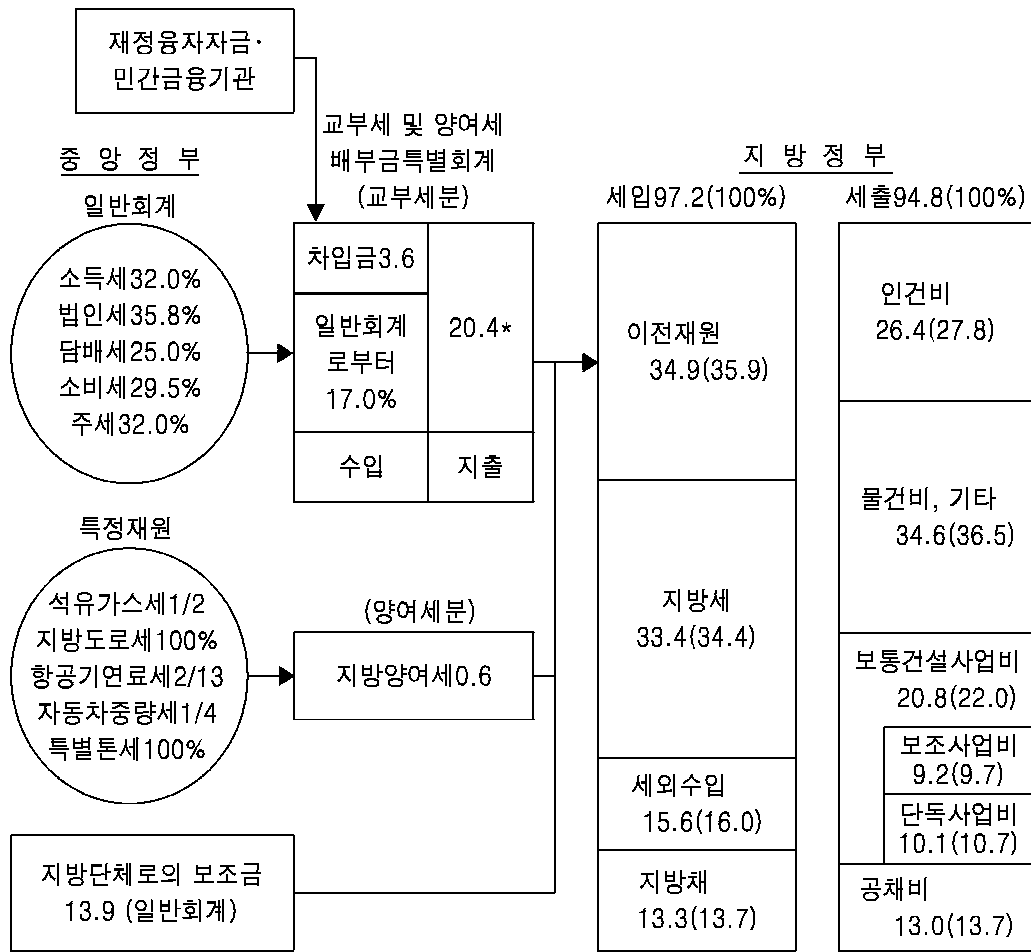 재정융자자금·
민간금융기관
중 앙 정 부
일반회계
소득세32.0%
법인세35.8%
담배세25.0%
소비세29.5%
주세32.0%
교부세 및 양여세
배부금특별회계
(교부세분)
차입금3.6
일반회계
로부터
17.0%
20.4*
수입
지출
특정재원
석유가스세1/2
지방도로세100%
항공기연료세2/13
자동차중량세1/4
특별톤세100%
(양여세분)
지방양여세0.6
지방단체로의 보조금
13.9 (일반회계)
지 방 정 부
세입97.2(100%)
이전재원
34.9(35.9)
지방세
33.4(34.4)
세외수입
15.6(16.0)
지방채
13.3(13.7)
세출94.8(100%)
인건비
26.4(27.8)
물건비, 기타
34.6(36.5)
보통건설사업비
20.8(22.0)
보조사업비
9.2(9.7)
단독사업비
10.1(10.7)
공채비
13.0(13.7)